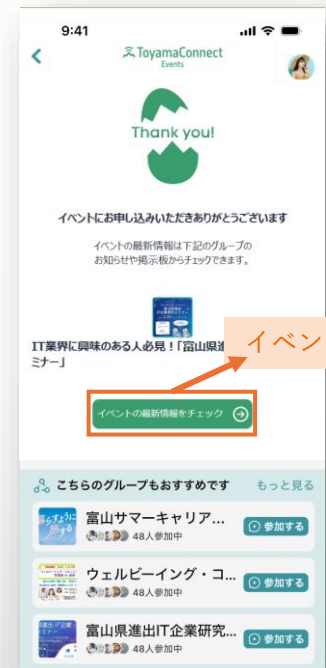 9:41
ToyamaConnect
Events
Thank you!
イベントにお申し込みいただきありがとうございます
イベントの最新情報は下記のグループの
お知らせや掲示板からチェックできます。
IT業界に興味のある人必見！「富山県進
イベン
ミナー」
イベントの最新情報をチェック
こちらのグループもおすすめです
もっと見る
富山サマーキャリア...
参加する
48人参加中
ウェルビーイング・コ...
参加する
48人参加中
富山県進出IT企業研究...
参加する
48人参加中